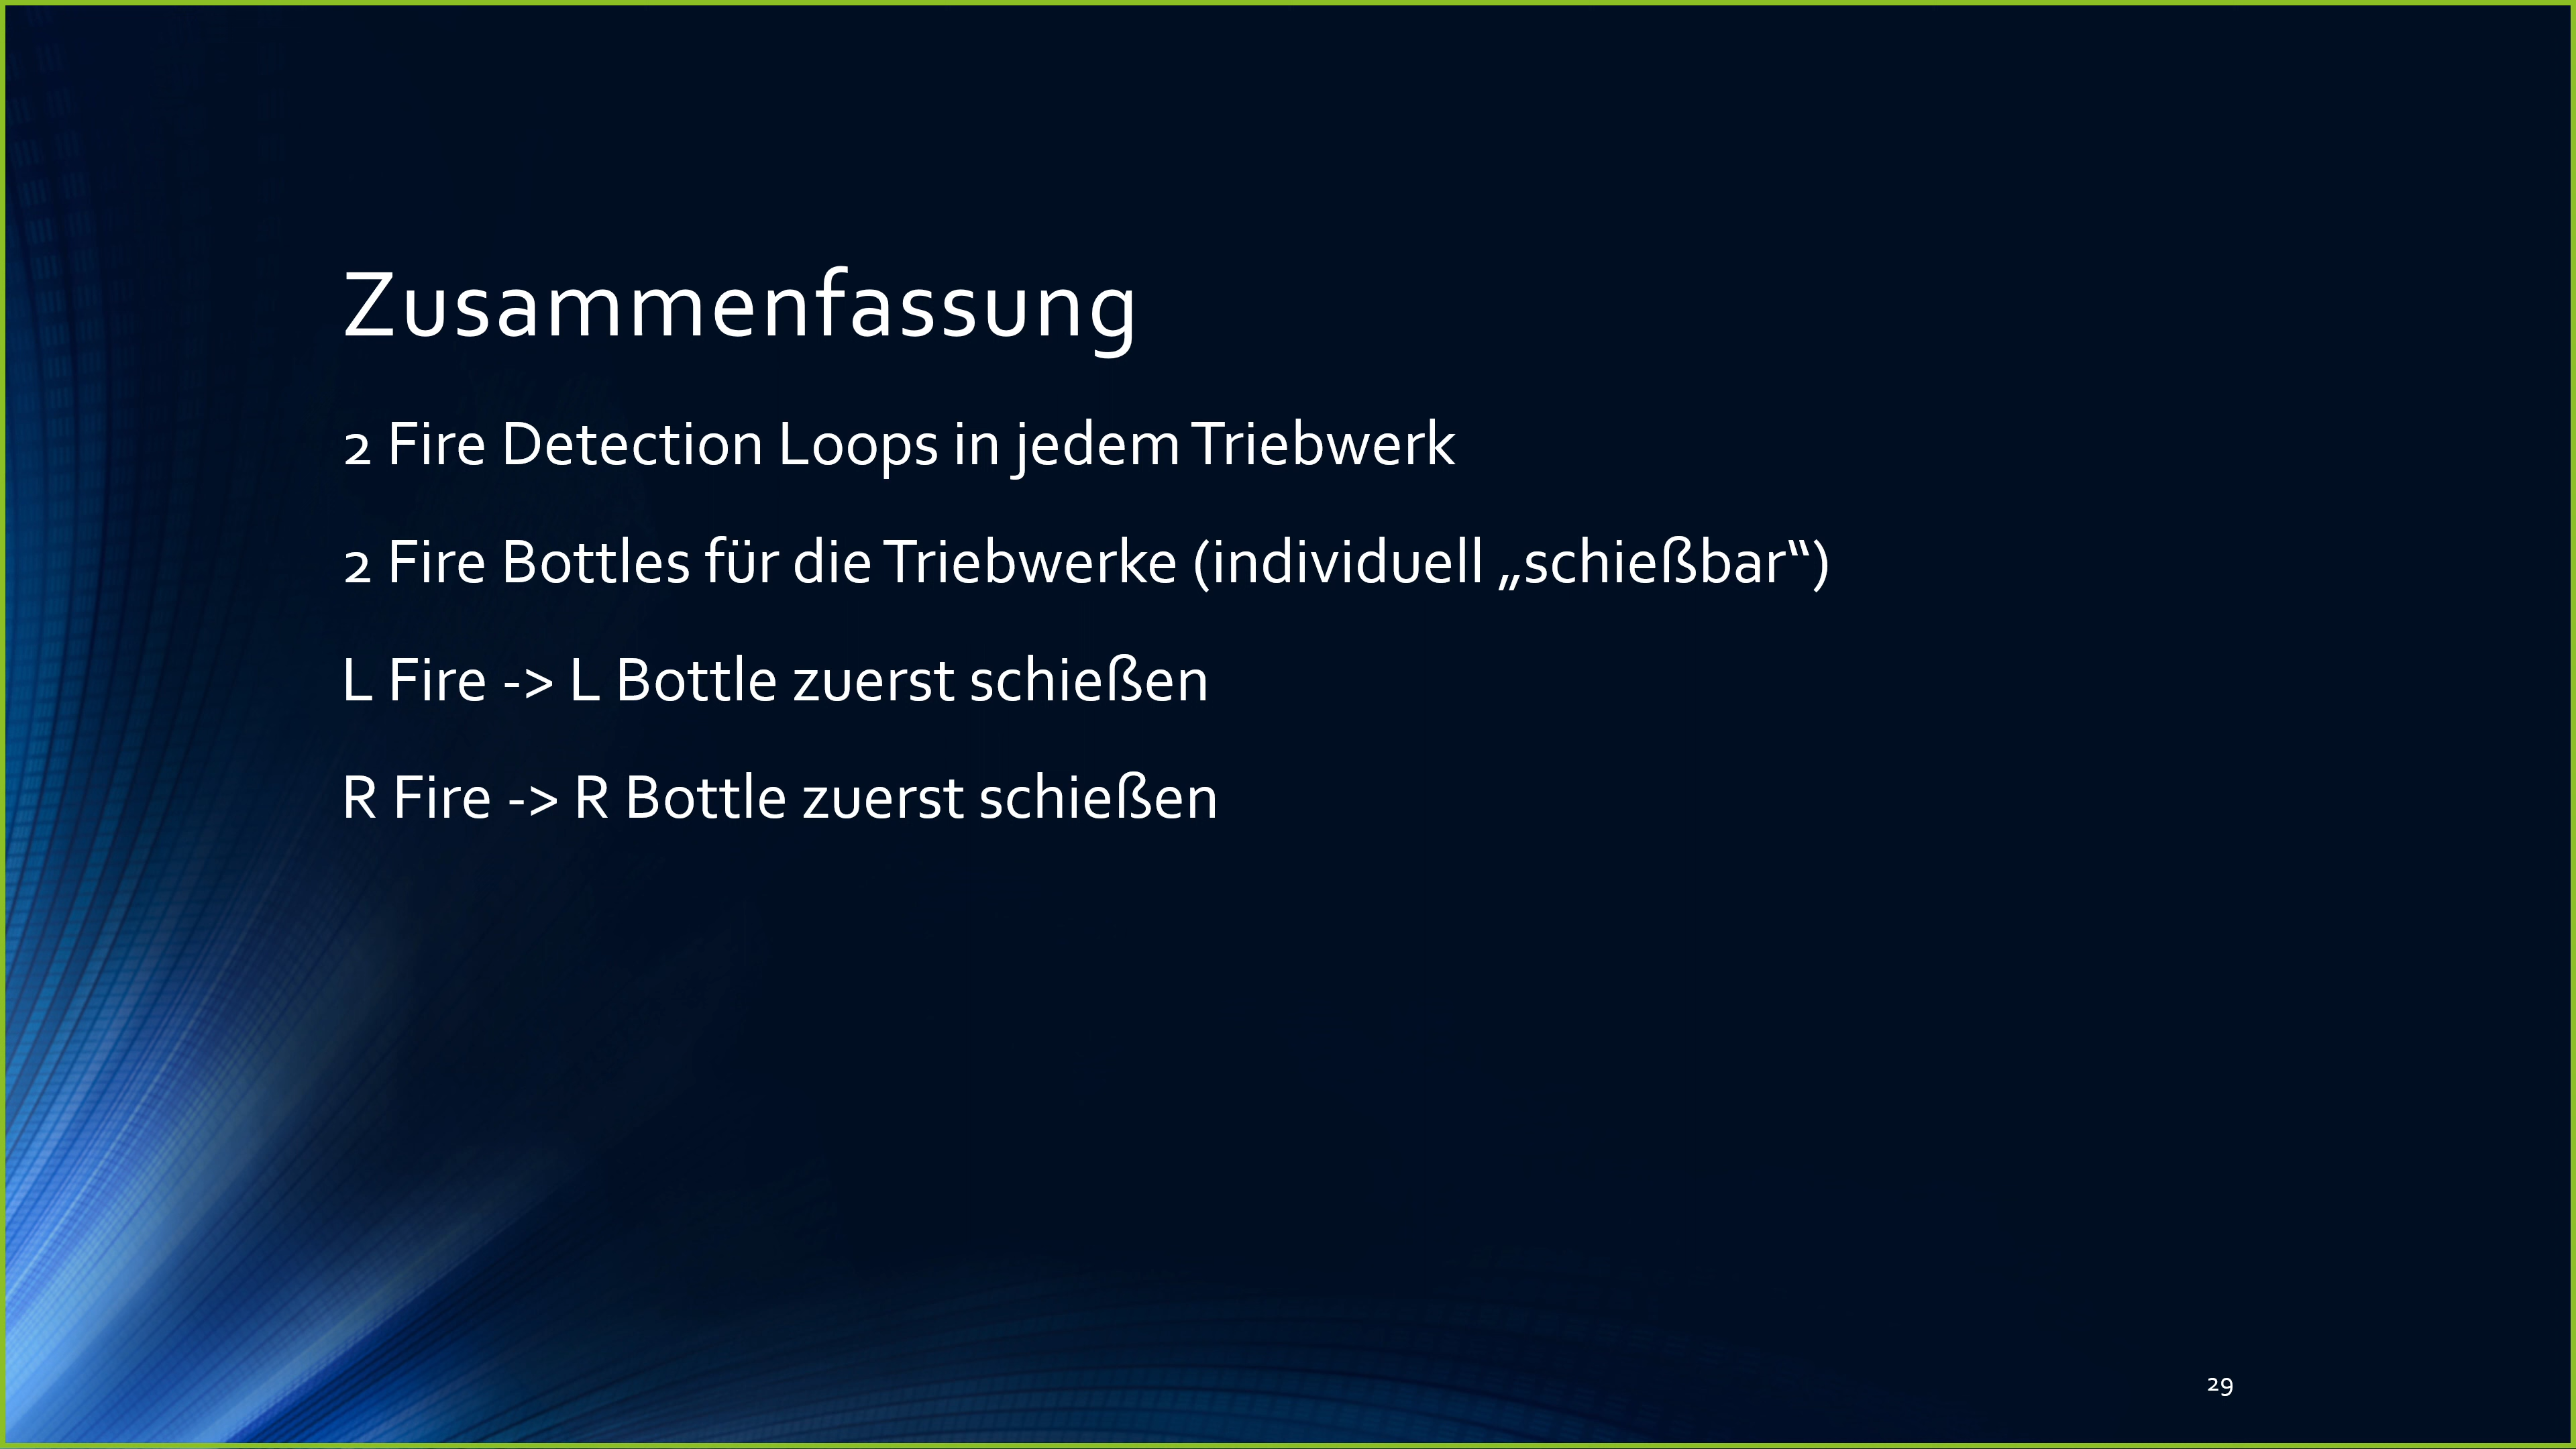 Zusammenfassung
2 Fire Detection Loops in jedem Triebwerk
2 Fire Bottles für die Triebwerke (individuell „schießbar“)
L Fire -> L Bottle zuerst schießen
R Fire -> R Bottle zuerst schießen
29